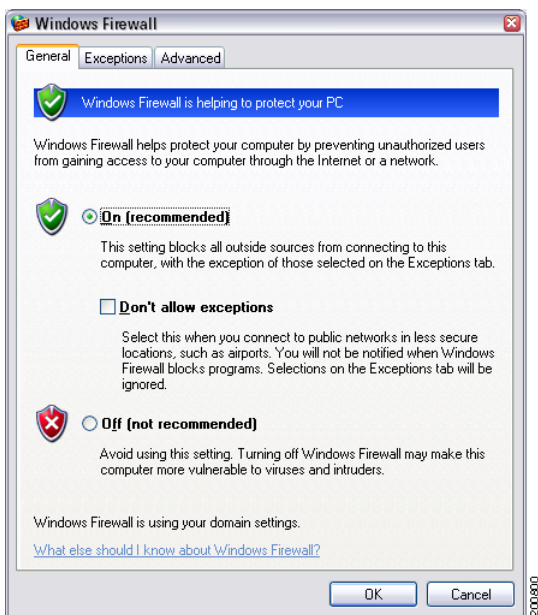 Windows Firewall
General Exceptions Advanced
Windows Firewall is helping to protect your PC
Windows Firewall helps protect your computer by preventing unauthorized users
from gaining access to your computer through the Internet or a network.
On (recommended)
This setting blocks all outside sources from connecting to this
computer, with the exception of those selected on the Exceptions tab.
Don't allow exceptions
Select this when you connect to public networks in less secure
locations, such as airports. You will not be notified when Windows
Firewall blocks programs. Selections on the Exceptions tab will be
ignored.
Off (not recommended)
Avoid using this setting. Turning off Windows Firewall may make this
computer more vulnerable to viruses and intruders.
Windows Firewall is using your domain settings.
What else should I know about Windows Firewall?
OK Cancel
200800